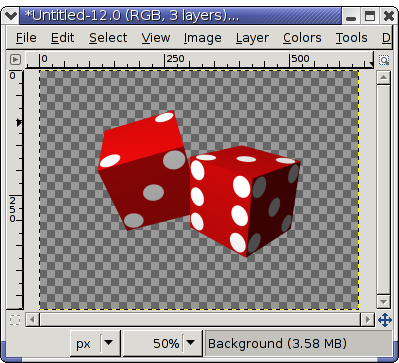 *Untitled-12.0 (RGB, 3 layers)...
File Edit Select View Image Layer Colors Tools D
0 250 500
0
250
px 50% Background (3.58 MB)